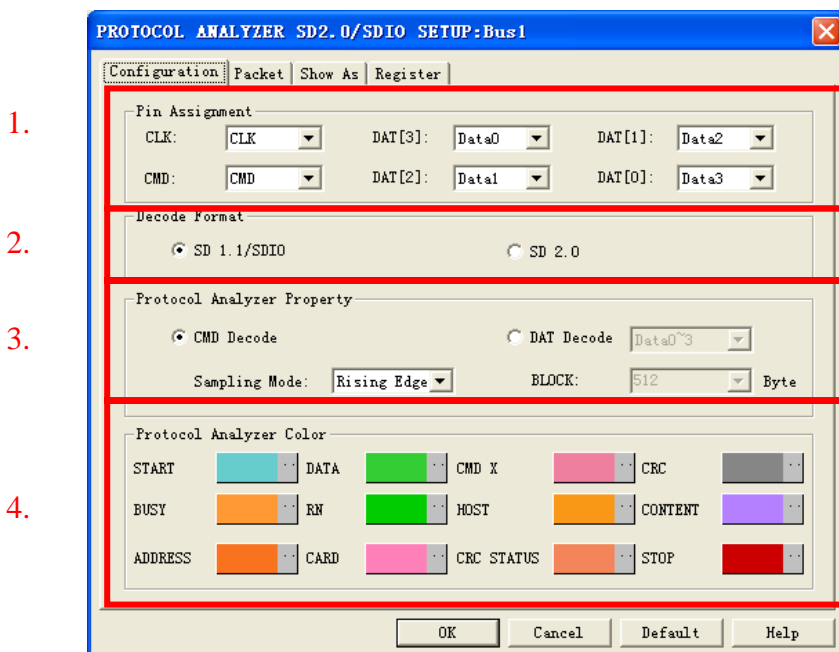 PROTOCOL ANALYZER SD2.0/SDIO SETUP:Bus1
Configuration Packet Show As Register
1.
Pin Assignment
CLK: CLK DAT[3]: Data0 DAT[1]: Data2
CMD: CMD DAT[2]: Data1 DAT[0]: Data3
2.
Decode Format
SD 1.1/SDIO SD 2.0
3.
Protocol Analyzer Property
CMD Decode DAT Decode Data0~3
Sampling Mode: Rising Edge BLOCK: 512 Byte
4.
Protocol Analyzer Color
START DATA CMD X CRC
BUSY RN HOST CONTENT
ADDRESS CARD CRC STATUS STOP
OK Cancel Default Help